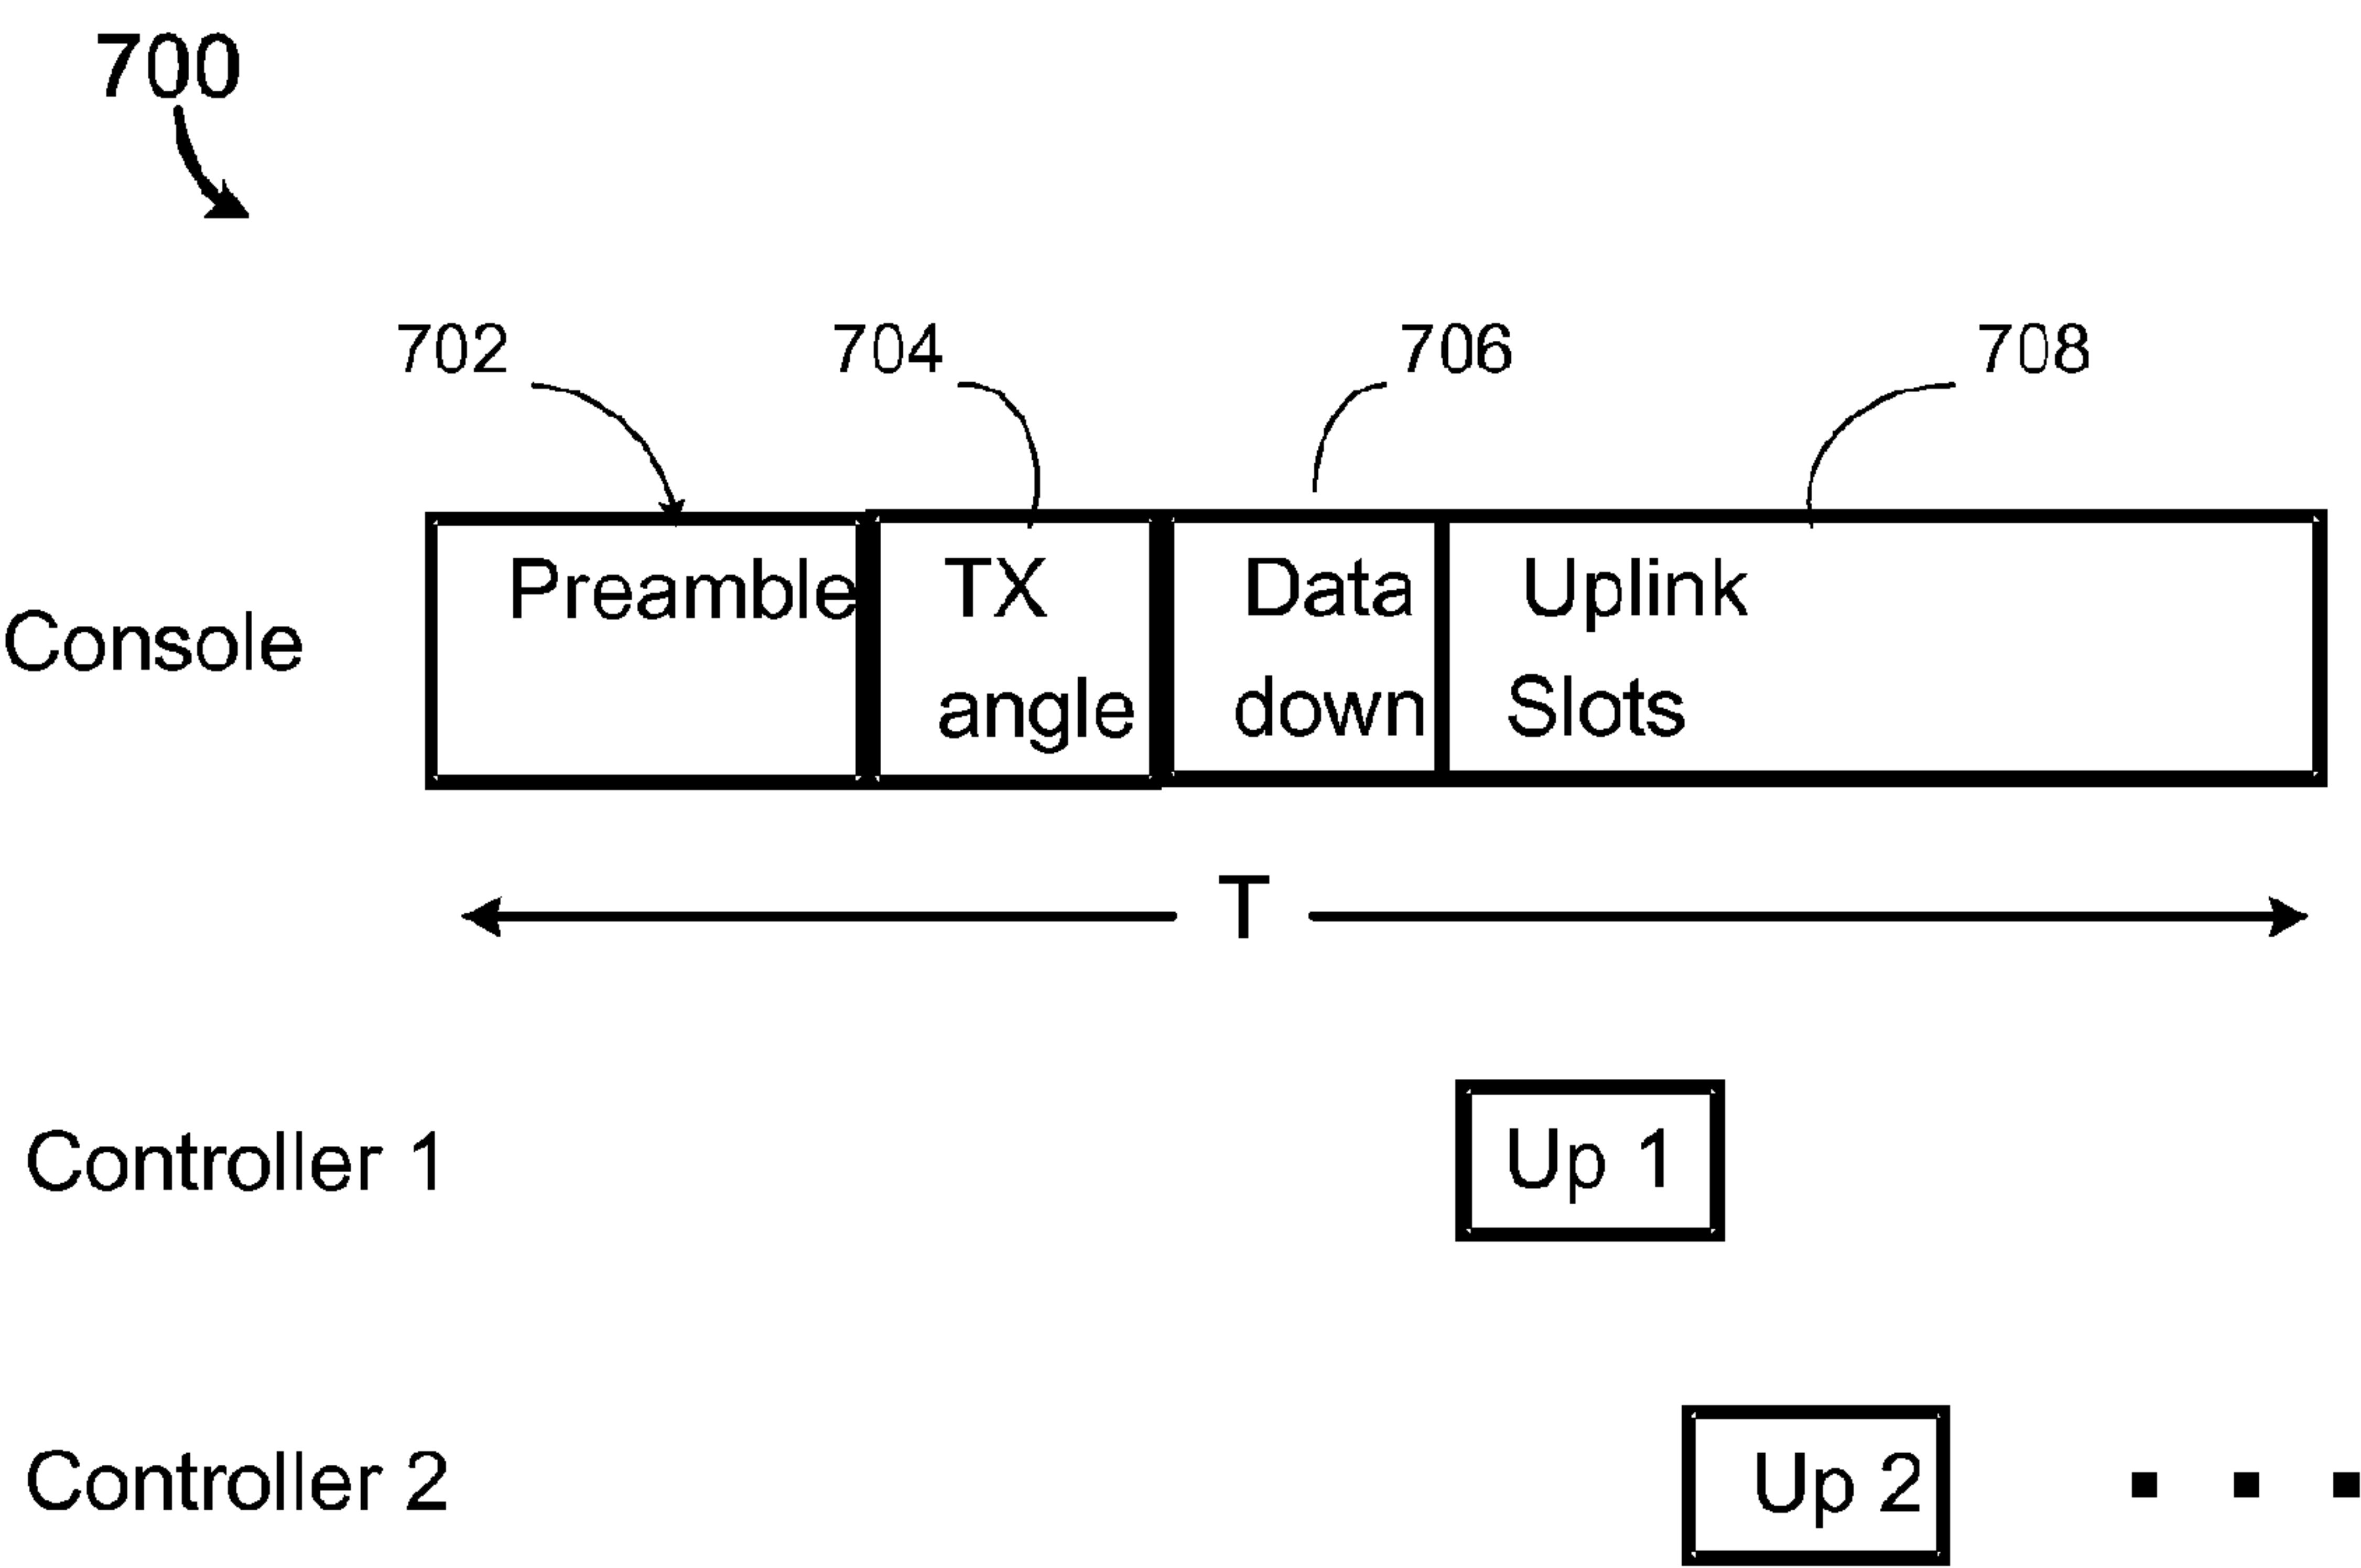 700
702 704 706 708
Console
Preamble TX Data Uplink
angle down Slots
T
Controller 1 Up 1
Controller 2 Up 2 . . .